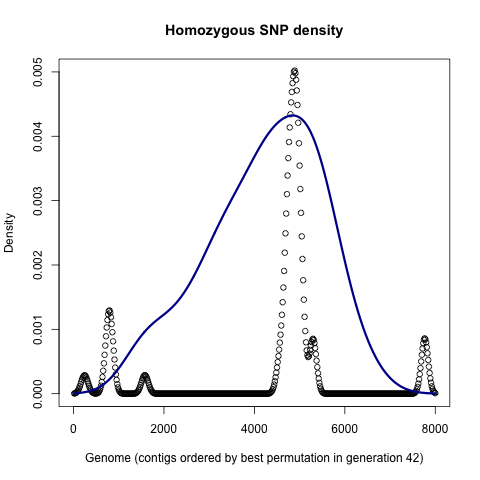 Homozygous SNP density
Density
0.005
0.004
0.003
0.002
0.001
0.000
0 2000 4000 6000 8000
Genome (contigs ordered by best permutation in generation 42)